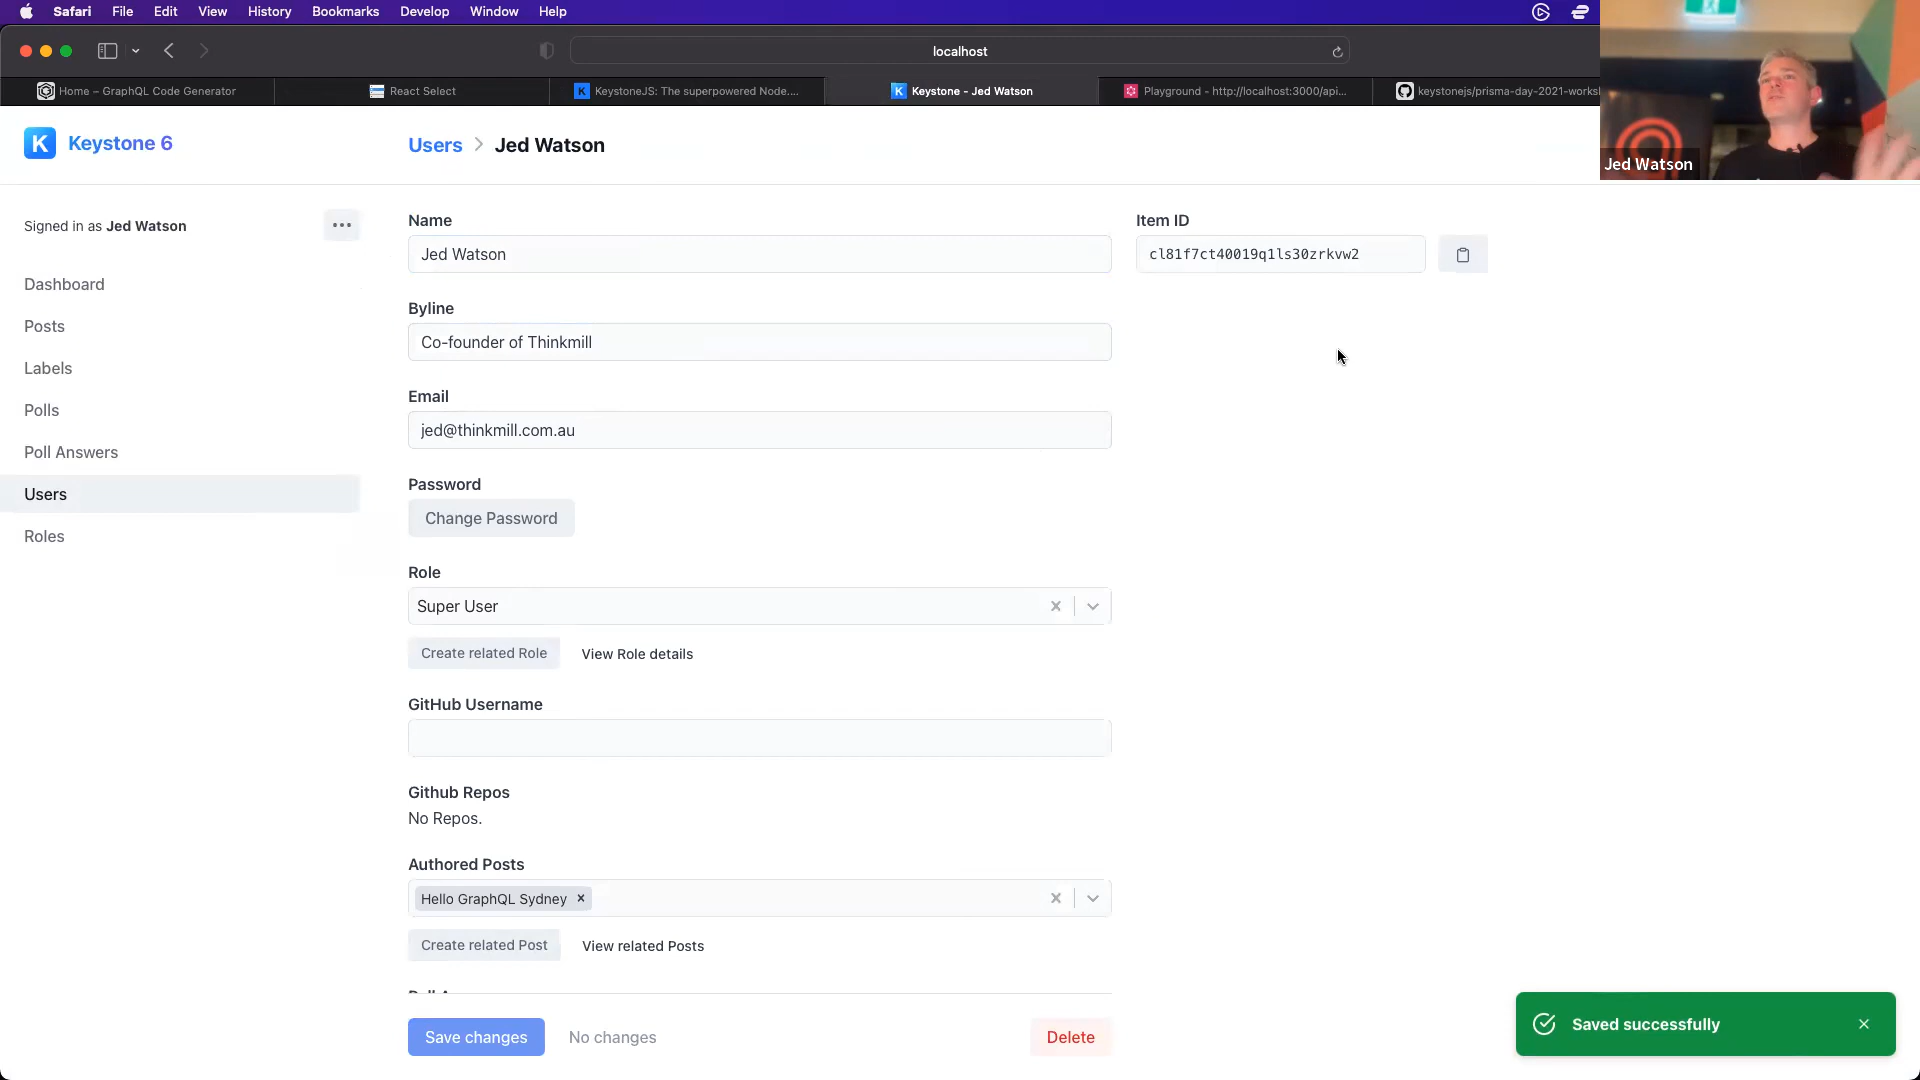 Safari File Edit View History Bookmarks Develop Window Help
localhost
Home – GraphQL Code Generator
React Select
KeystoneJS: The superpowered Node....
Keystone - Jed Watson
Playground - http://localhost:3000/api...
keystonejs/prisma-day-2021-works
Jed Watson
Keystone 6
Users > Jed Watson
Signed in as Jed Watson
Dashboard
Posts
Labels
Polls
Poll Answers
Users
Roles
Name
Jed Watson
Item ID
cl81f7ct40019q1ls30zrkvw2
Byline
Co-founder of Thinkmill
Email
jed@thinkmill.com.au
Password
Change Password
Role
Super User
Create related Role
View Role details
GitHub Username
Github Repos
No Repos.
Authored Posts
Hello GraphQL Sydney
Create related Post
View related Posts
Save changes
No changes
Delete
Saved successfully